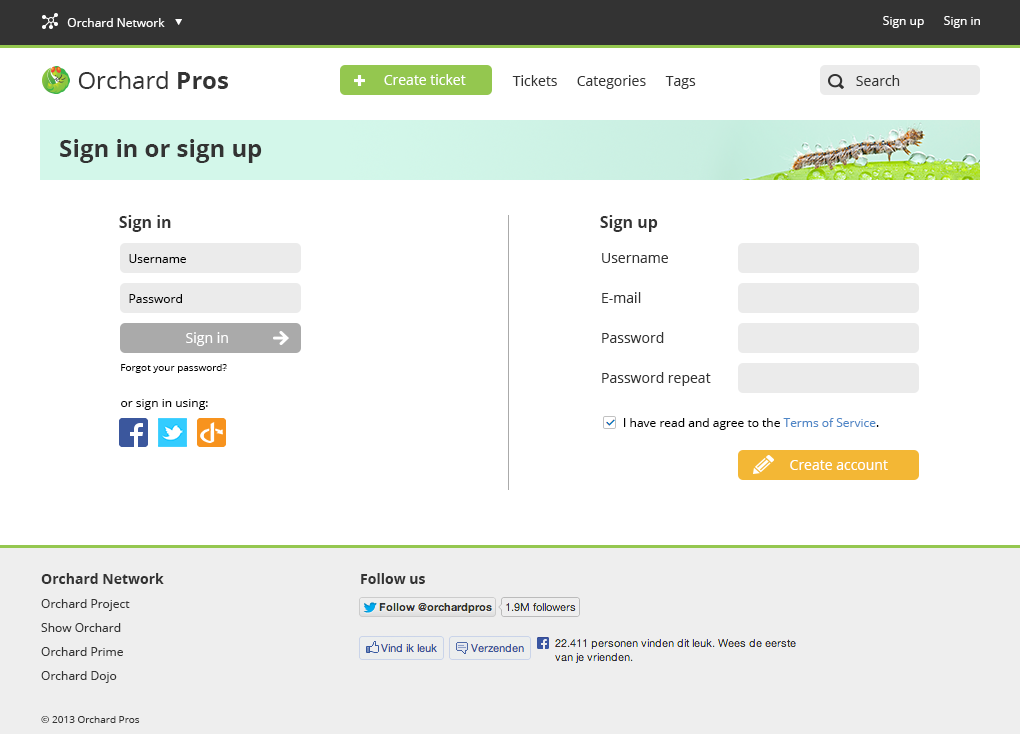 Orchard Network
Sign up
Sign in
Orchard Pros
Create ticket
Tickets
Categories
Tags
Search
Sign in or sign up
Sign in
Username
Password
Sign in
Forgot your password?
or sign in using:
Sign up
Username
E-mail
Password
Password repeat
I have read and agree to the Terms of Service.
Create account
Orchard Network
Orchard Project
Show Orchard
Orchard Prime
Orchard Dojo
© 2013 Orchard Pros
Follow us
Follow @orchardpros
1.9M followers
Vind ik leuk
Verzenden
22.411 personen vinden dit leuk. Wees de eerste
van je vrienden.